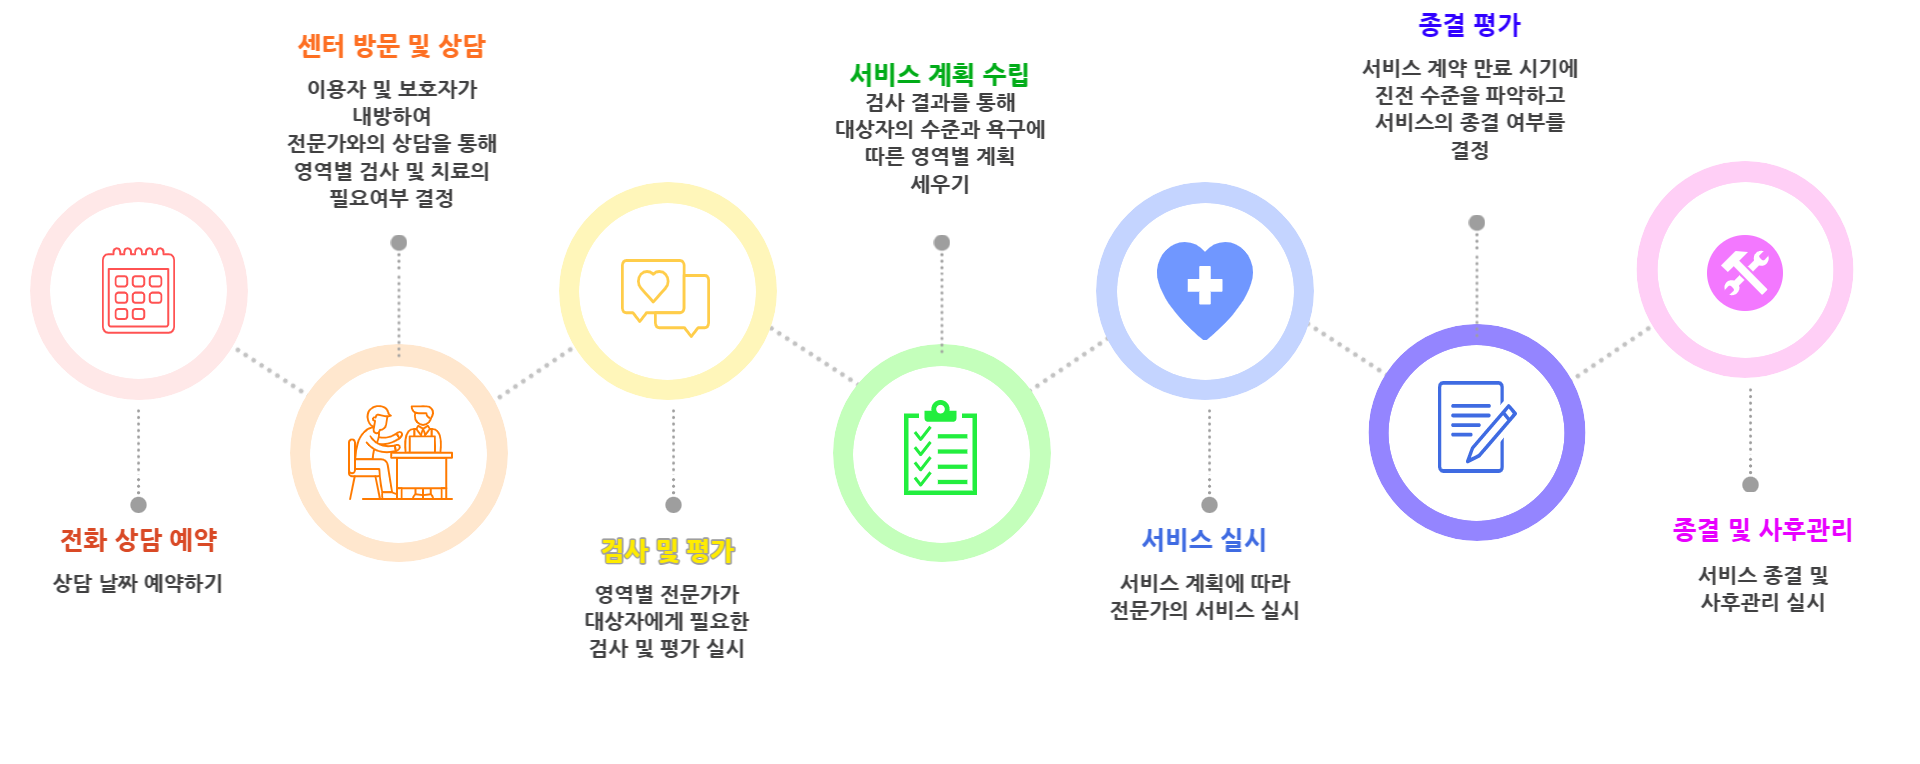 전화 상담 예약
상담 날짜 예약하기
센터 방문 및 상담
이용자 및 보호자가
내방하여
전문가와의 상담을 통해
영역별 검사 및 치료의
필요여부 결정
검사 및 평가
영역별 전문가가
대상자에게 필요한
검사 및 평가 실시
서비스 계획 수립
검사 결과를 통해
대상자의 수준과 욕구에
따른 영역별 계획
세우기
서비스 실시
서비스 계획에 따라
전문가의 서비스 실시
종결 평가
서비스 계약 만료 시기에
진전 수준을 파악하고
서비스의 종결 여부를
결정
종결 및 사후관리
서비스 종결 및
사후관리 실시